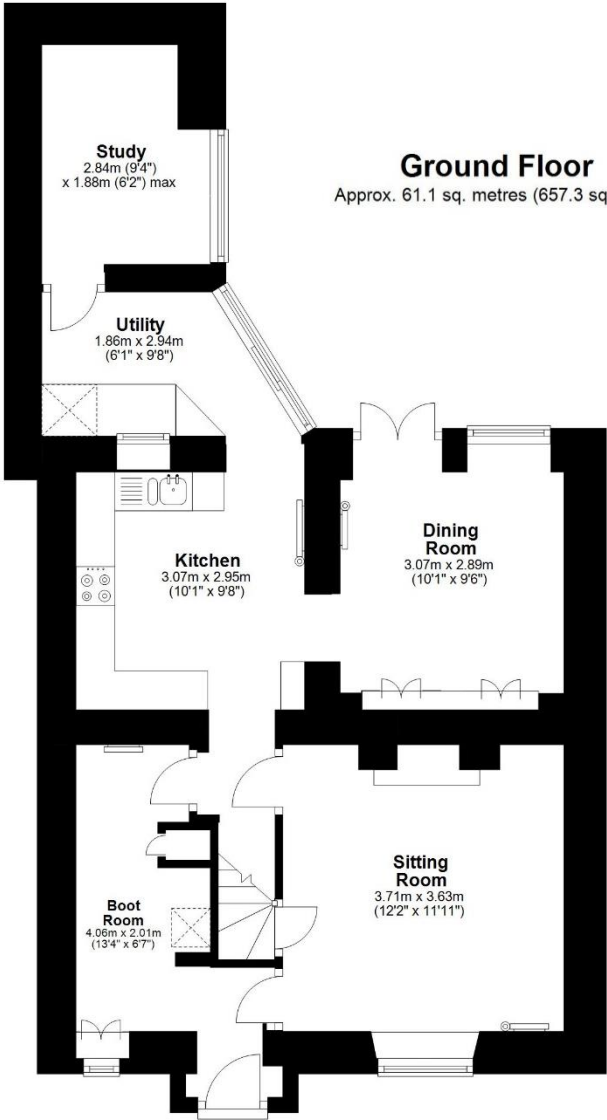 Ground Floor
Approx. 61.1 sq. metres (657.3 sq
Study
2.84m (9'4")
x 1.88m (6'2") max
Utility
1.86m x 2.94m
(6'1" x 9'8")
Kitchen
3.07m x 2.95m
(10'1" x 9'8")
Dining
Room
3.07m x 2.89m
(10'1" x 9'6")
Sitting
Room
3.71m x 3.63m
(12'2" x 11'11")
Boot
Room
4.06m x 2.01m
(13'4" x 6'7")